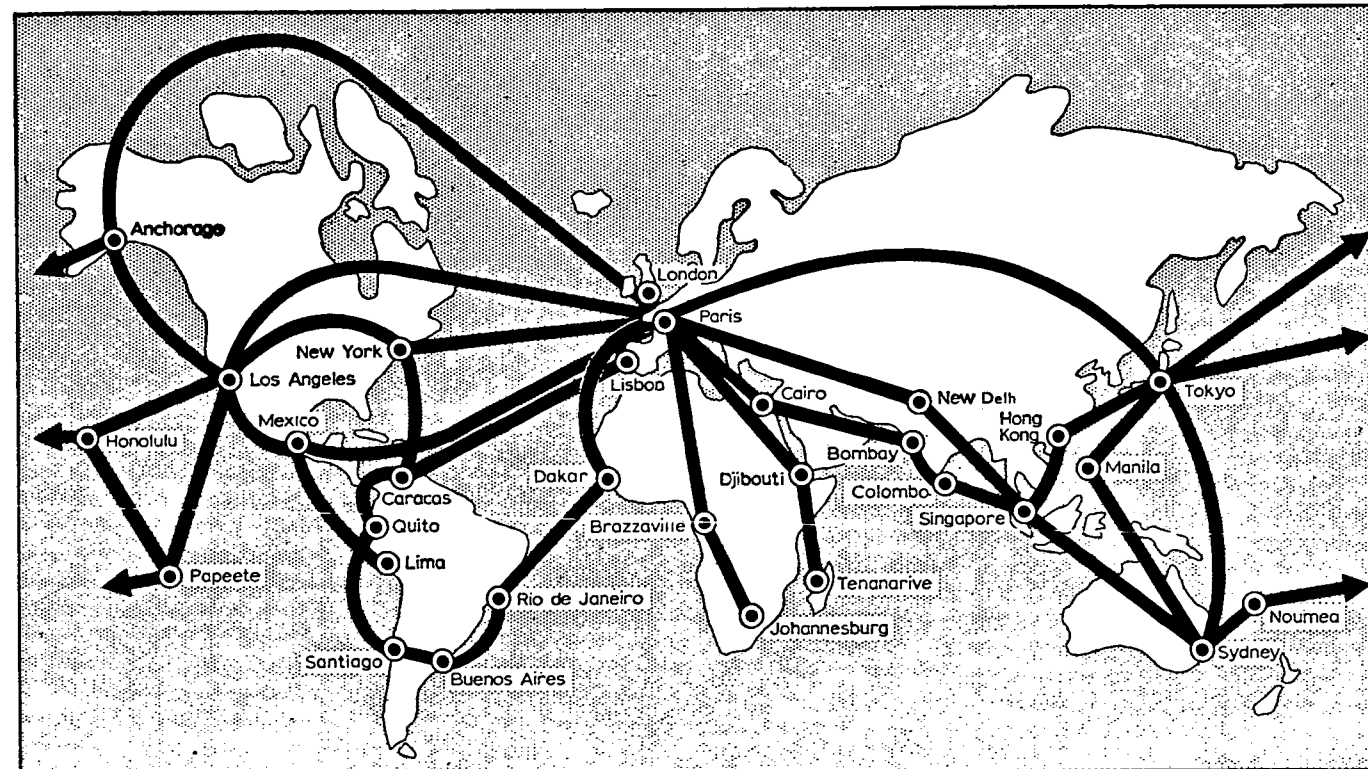 Anchorage
London
Paris
New York
Los Angeles
Lisboa
Cairo
New Delh
Tokyo
Mexico
Hong
Kong
Honolulu
Bombay
Manila
Dakar
Djibouti
Caracas
Colombo
Singapore
Quito
Brazzaville
Lima
Papeete
Tenanarive
Rio de Janeiro
Noumea
Johannesburg
Santiago
Sydney
Buenos Aires